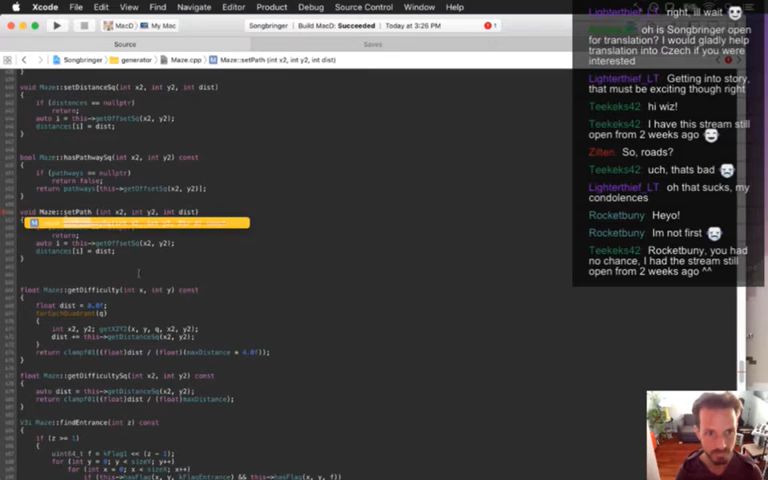 Xcode File Edit View Find Navigate Editor Product Debug Source Control Window Help
MacD My Mac
Songbringer Build MacD: Succeeded Today at 3:26 PM
1
Source
Saved
Songbringer generator Maze.cpp Maze::setPath (int x2, int y2, int dist)
void Maze::setDistanceSq(int x2, int y2, int dist)
{
if (distances == nullptr)
return;
auto i = this->getOffsetSq(x2, y2);
distances[i] = dist;
}
bool Maze::hasPathwaySq(int x2, int y2) const
{
if (pathways == nullptr)
return false;
return pathways[this->getOffsetSq(x2, y2)];
}
void Maze::setPath (int x2, int y2, int dist)
return;
auto i = this->getOffsetSq(x2, y2);
distances[i] = dist;
}
float Maze::getDifficulty(int x, int y) const
{
float dist = 0.0f;
forEachQuadrant(q)
{
int x2, y2; getX2Y2(x, y, q, x2, y2);
dist += this->getDistanceSq(x2, y2);
}
return clampf01((float)dist / (float)(maxDistance * 4.0f));
}
float Maze::getDifficultySq(int x2, int y2) const
{
auto dist = this->getDistanceSq(x2, y2);
return clampf01((float)dist / (float)maxDistance);
}
V3i Maze::findEntrance(int z) const
{
if (z >= 1)
{
uint64_t f = kFlag1 << (z - 1);
for (int y = 0; y < sizeY; y++)
for (int x = 0; x < sizeX; x++)
if (this->hasFlag(x, y, kFlagEntrance) && this->hasFlag(x, y, f))
Lighterthief_LT right, ill wait
oh is Songbringer open
for translation? I would gladly help
translation into Czech if you were
interested
Lighterthief_LT Getting into story,
that must be exciting though right
Teekeks42 hi wiz!
Teekeks42 I have this stream still
open from 2 weeks ago
Zilten So, roads?
Teekeks42 uch, thats bad
Lighterthief_LT oh that sucks, my
condolences
Rocketbuny Heyo!
Rocketbuny Im not first
Teekeks42 Rocketbuny, you had
no chance, I had the stream still
open from 2 weeks ago ^^